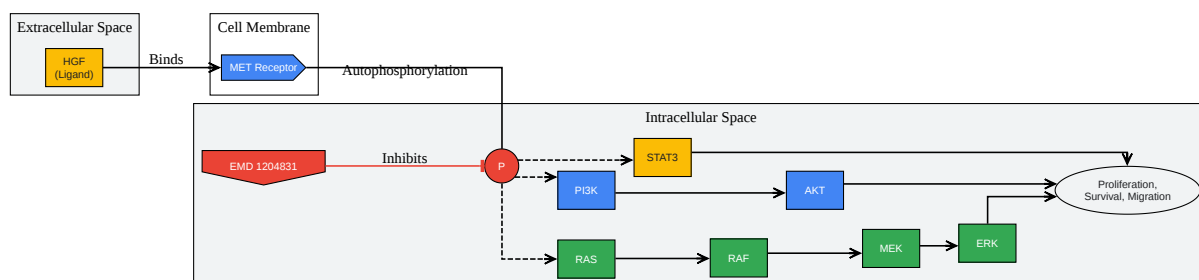 Extracellular Space
Cell Membrane
HGF
(Ligand)
Binds
MET Receptor
Autophosphorylation
Intracellular Space
EMD 1204831
Inhibits
P
STAT3
PI3K
AKT
Proliferation,
Survival, Migration
RAS
RAF
MEK
ERK